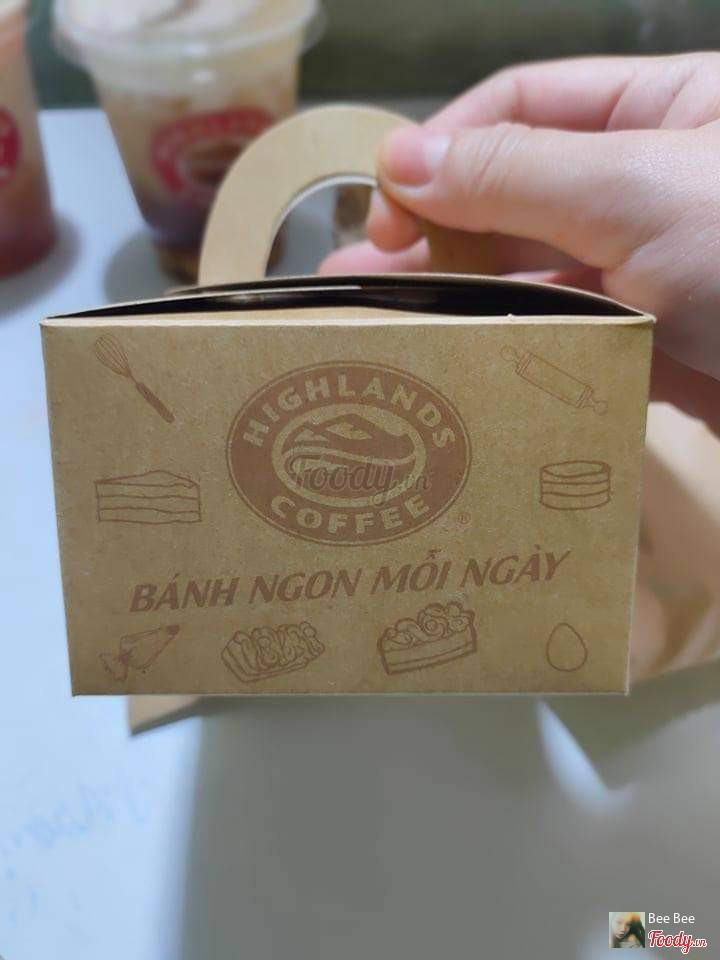 HIGHLANDS
COFFEE
®
Foody.vn
BÁNH NGON MỖI NGÀY
Bee Bee
Foody.vn